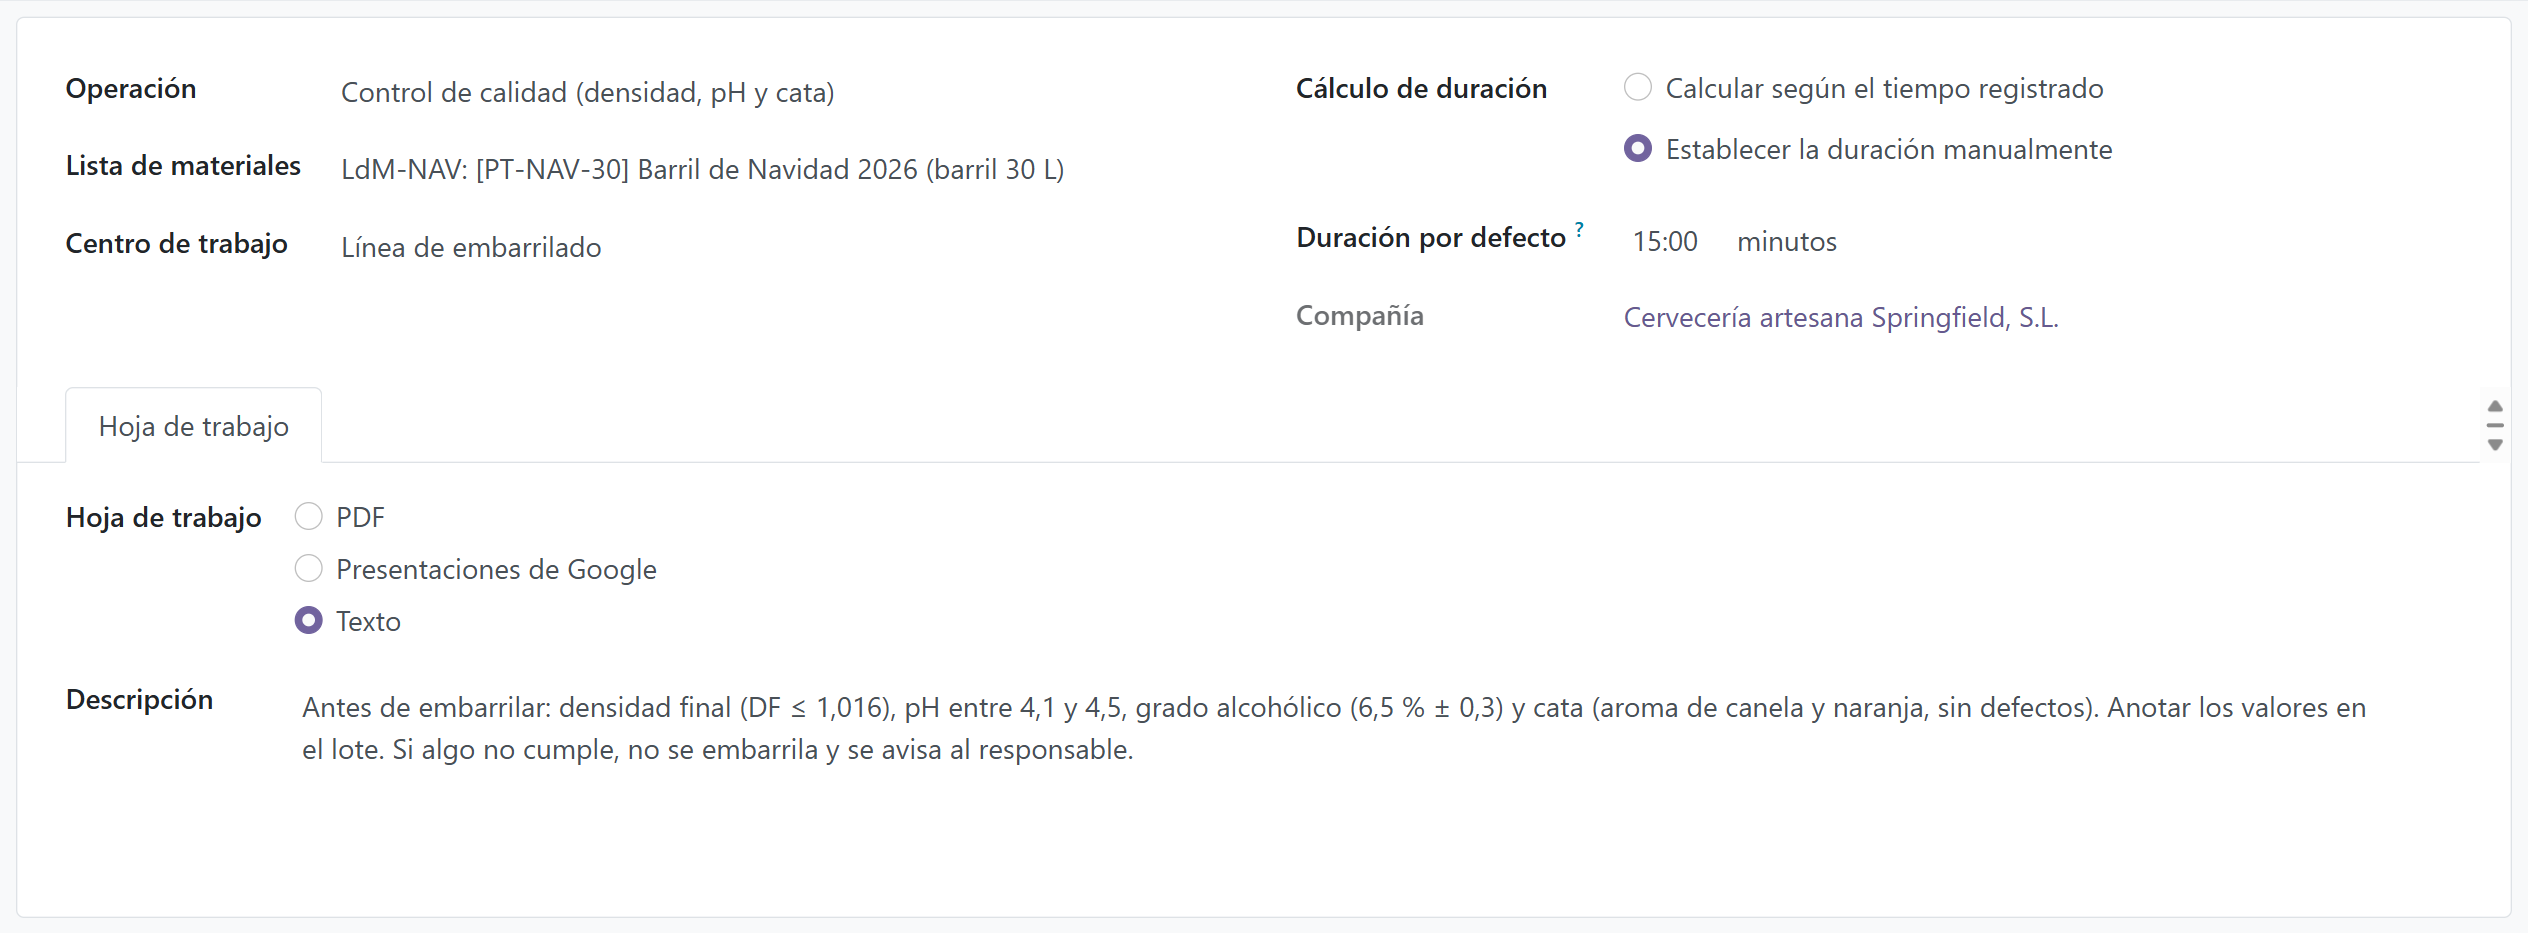 Operación
Control de calidad (densidad, pH y cata)
Lista de materiales
LdM-NAV: [PT-NAV-30] Barril de Navidad 2026 (barril 30 L)
Centro de trabajo
Línea de embarrilado
Cálculo de duración
Calcular según el tiempo registrado
Establecer la duración manualmente
Duración por defecto ?
15:00 minutos
Compañía
Cervecería artesana Springfield, S.L.
Hoja de trabajo
Hoja de trabajo
PDF
Presentaciones de Google
Texto
Descripción
Antes de embarrilar: densidad final (DF ≤ 1,016), pH entre 4,1 y 4,5, grado alcohólico (6,5 % ± 0,3) y cata (aroma de canela y naranja, sin defectos). Anotar los valores en
el lote. Si algo no cumple, no se embarrila y se avisa al responsable.